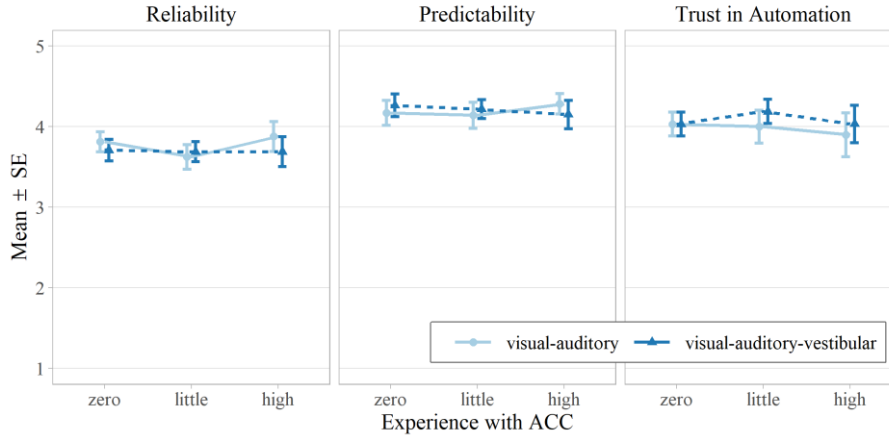 Reliability
Predictability
Trust in Automation
Mean ± SE
5
4
3
2
1
visual-auditory
visual-auditory-vestibular
zero little high
zero little high
zero little high
Experience with ACC